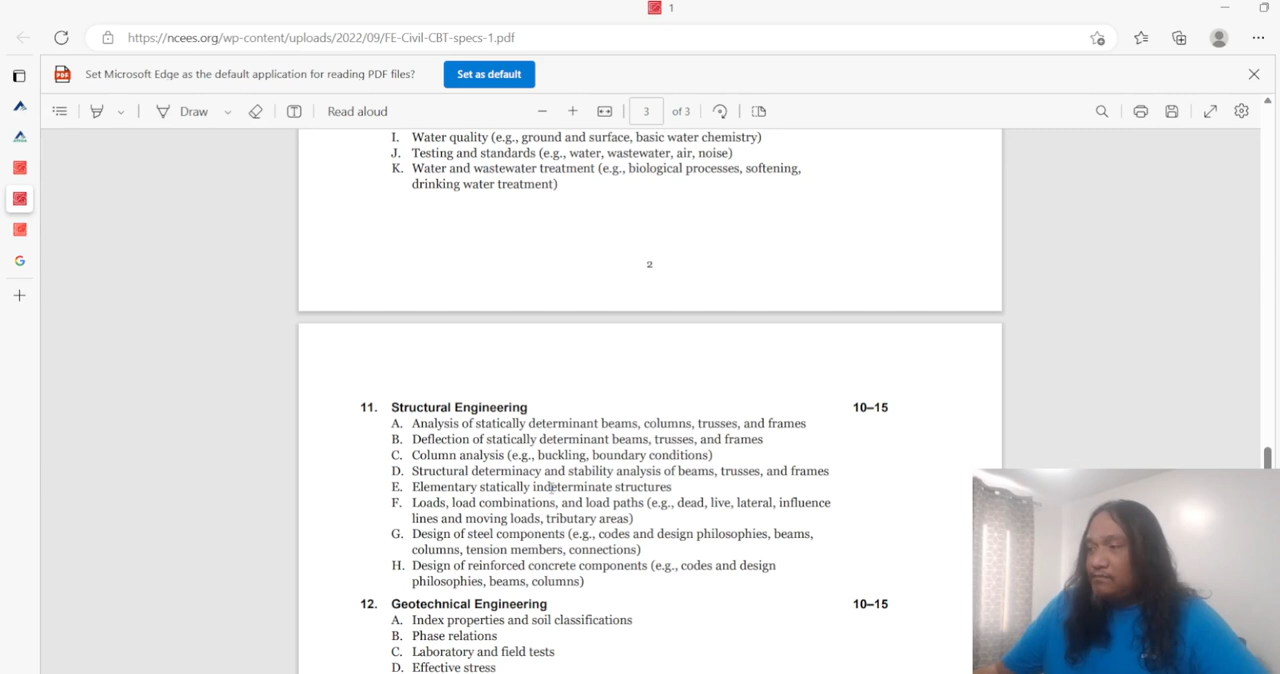 1
https://ncees.org/wp-content/uploads/2022/09/FE-Civil-CBT-specs-1.pdf
PDF
Set Microsoft Edge as the default application for reading PDF files?
Set as default
Draw
Read aloud
3
of 3
I. Water quality (e.g., ground and surface, basic water chemistry)
J. Testing and standards (e.g., water, wastewater, air, noise)
K. Water and wastewater treatment (e.g., biological processes, softening,
drinking water treatment)
2
11. Structural Engineering 10–15
A. Analysis of statically determinant beams, columns, trusses, and frames
B. Deflection of statically determinant beams, trusses, and frames
C. Column analysis (e.g., buckling, boundary conditions)
D. Structural determinacy and stability analysis of beams, trusses, and frames
E. Elementary statically indeterminate structures
F. Loads, load combinations, and load paths (e.g., dead, live, lateral, influence
lines and moving loads, tributary areas)
G. Design of steel components (e.g., codes and design philosophies, beams,
columns, tension members, connections)
H. Design of reinforced concrete components (e.g., codes and design
philosophies, beams, columns)
12. Geotechnical Engineering 10–15
A. Index properties and soil classifications
B. Phase relations
C. Laboratory and field tests
D. Effective stress